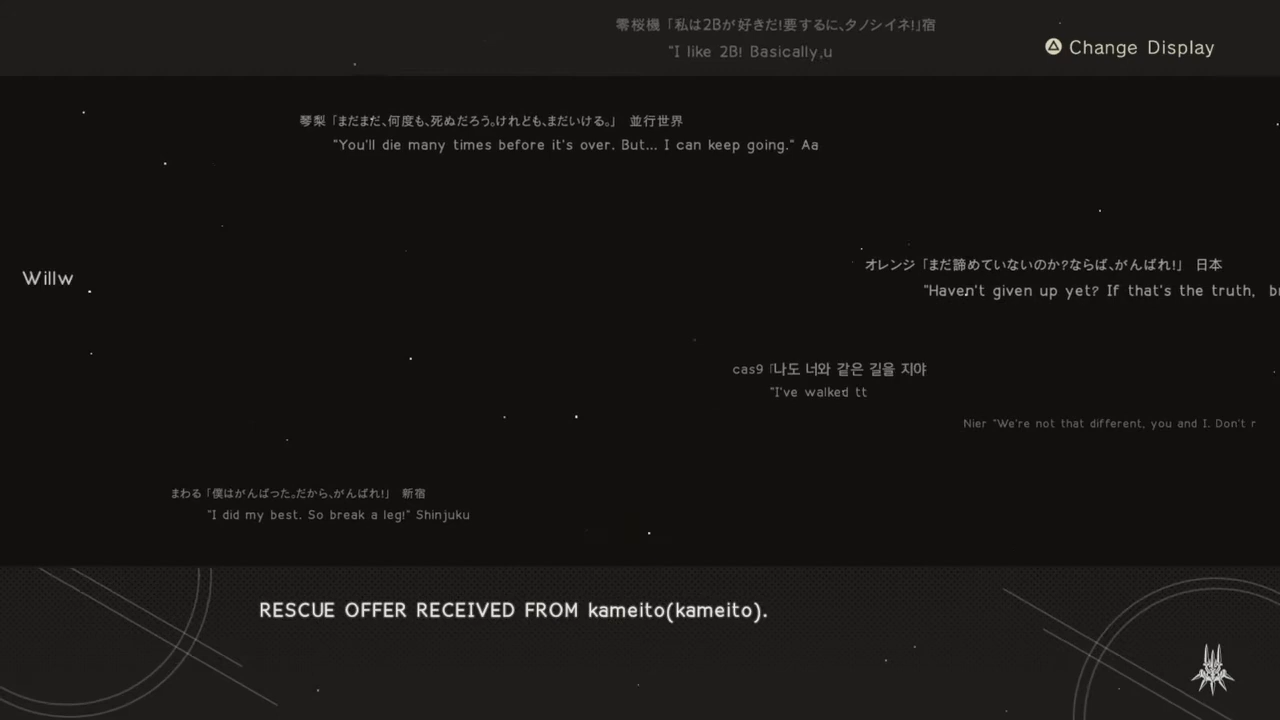 零桜機「私は2Bが好きだ!要するに、タノシイネ!」宿
"I like 2B! Basically,u
Change Display
琴梨「まだまだ、何度も、死ぬだろう。けれども、まだいける。」 並行世界
"You'll die many times before it's over. But... I can keep going." Aa
オレンジ「まだ諦めていないのか?ならば、がんばれ!」 日本
Willw
"Haven't given up yet? If that's the truth, br
cas9「나도 너와 같은 길을 지야
"I've walked tt
Nier "We're not that different, you and I. Don't r
まわる「僕はがんばった。だから、がんばれ!」 新宿
"I did my best. So break a leg!" Shinjuku
RESCUE OFFER RECEIVED FROM kameito(kameito).